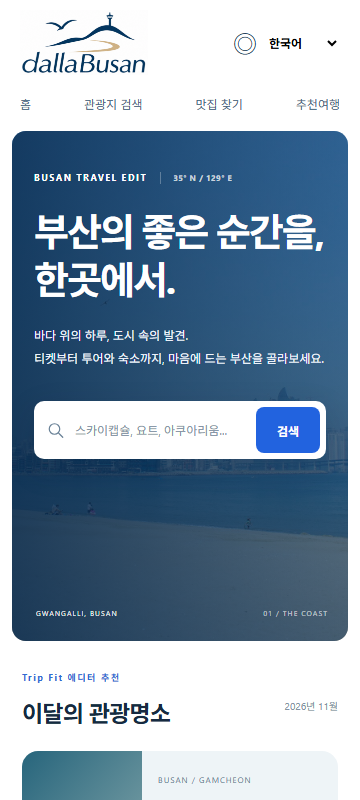 dallaBusan
한국어
홈 관광지 검색 맛집 찾기 추천여행
BUSAN TRAVEL EDIT 35° N / 129° E
부산의 좋은 순간을,
한곳에서.
바다 위의 하루, 도시 속의 발견.
티켓부터 투어와 숙소까지, 마음에 드는 부산을 골라보세요.
스카이캡슐, 요트, 아쿠아리움... 검색
GWANGALLI, BUSAN 01 / THE COAST
Trip Fit 에디터 추천
이달의 관광명소 2026년 11월
BUSAN / GAMCHEON